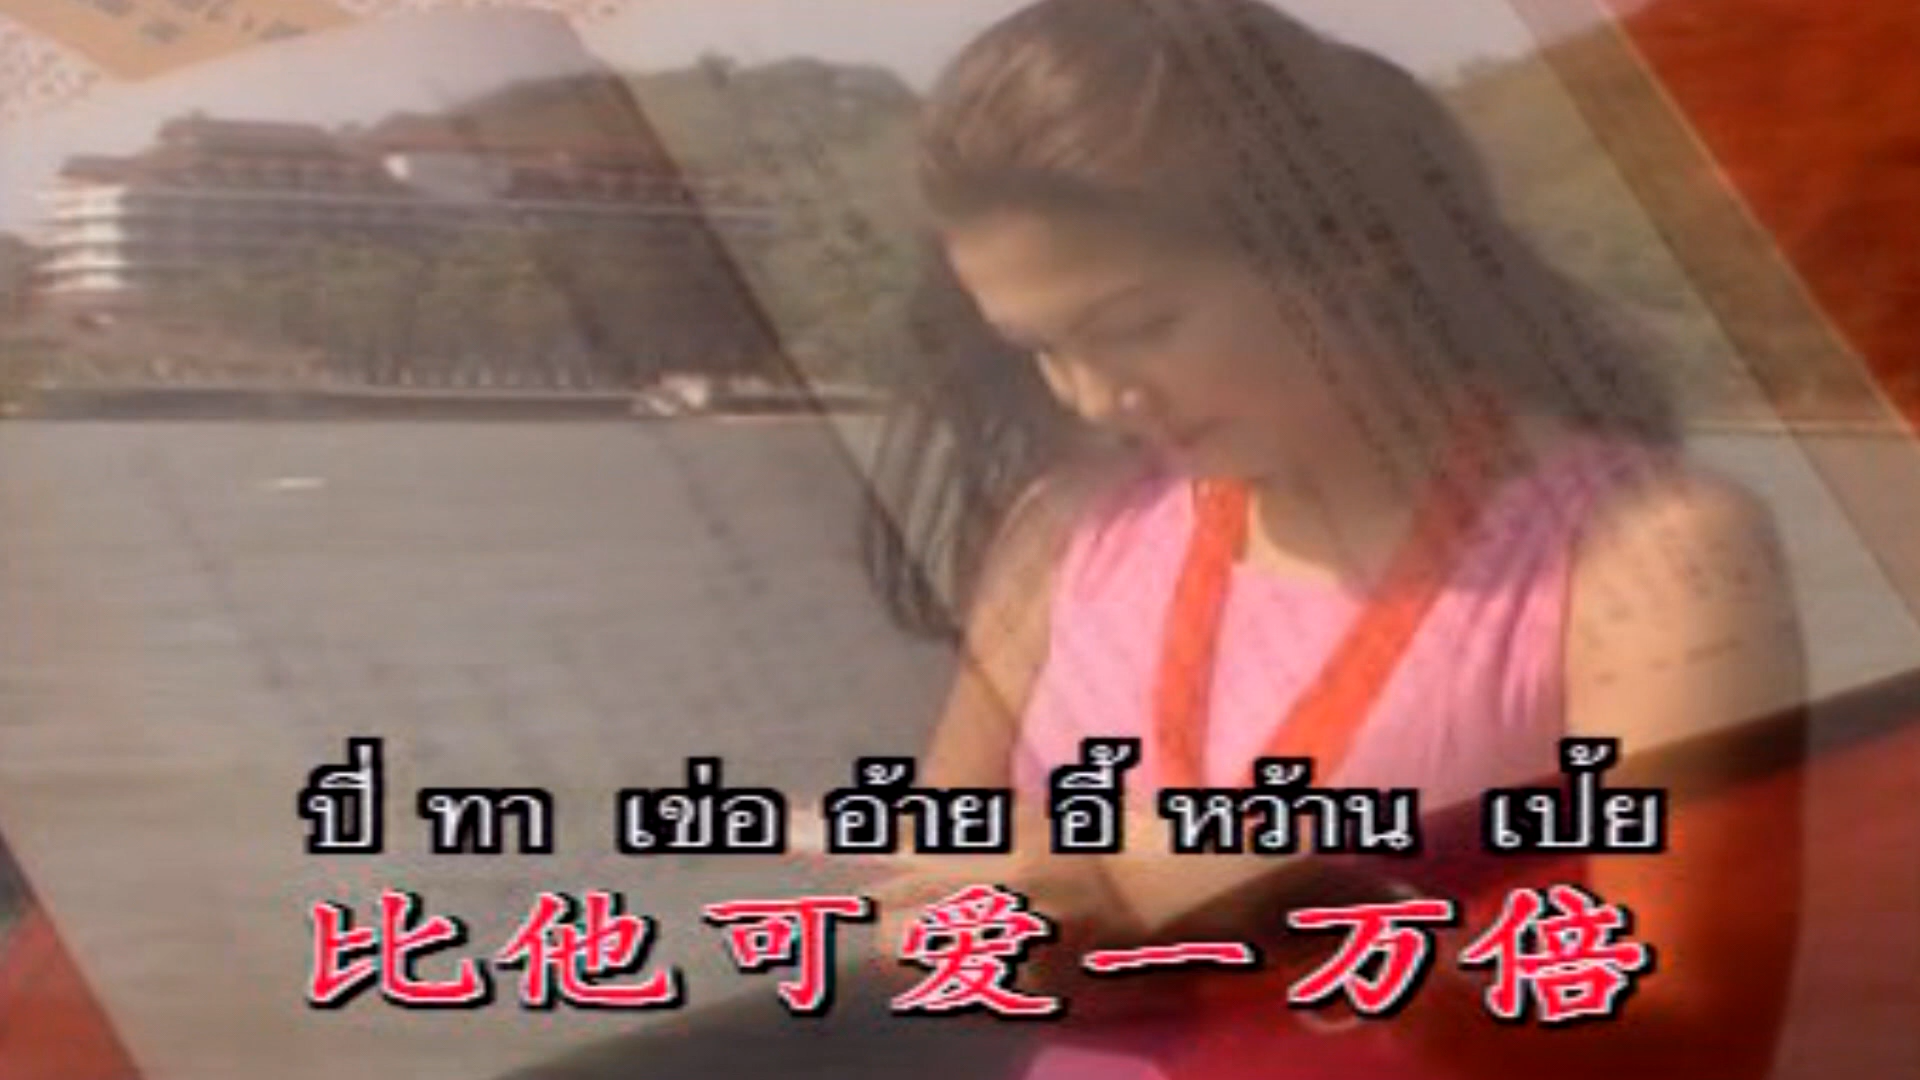 ปี่ ทา เข่อ อ้าย อี้ หว้าน เป้ย
比他可爱一万倍